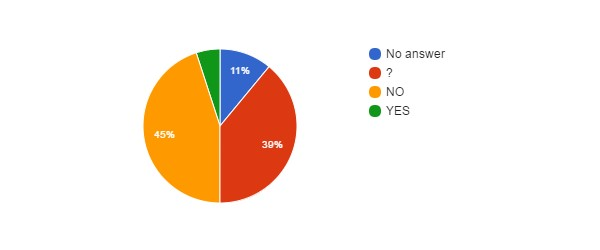 11%
39%
45%
No answer
?
NO
YES